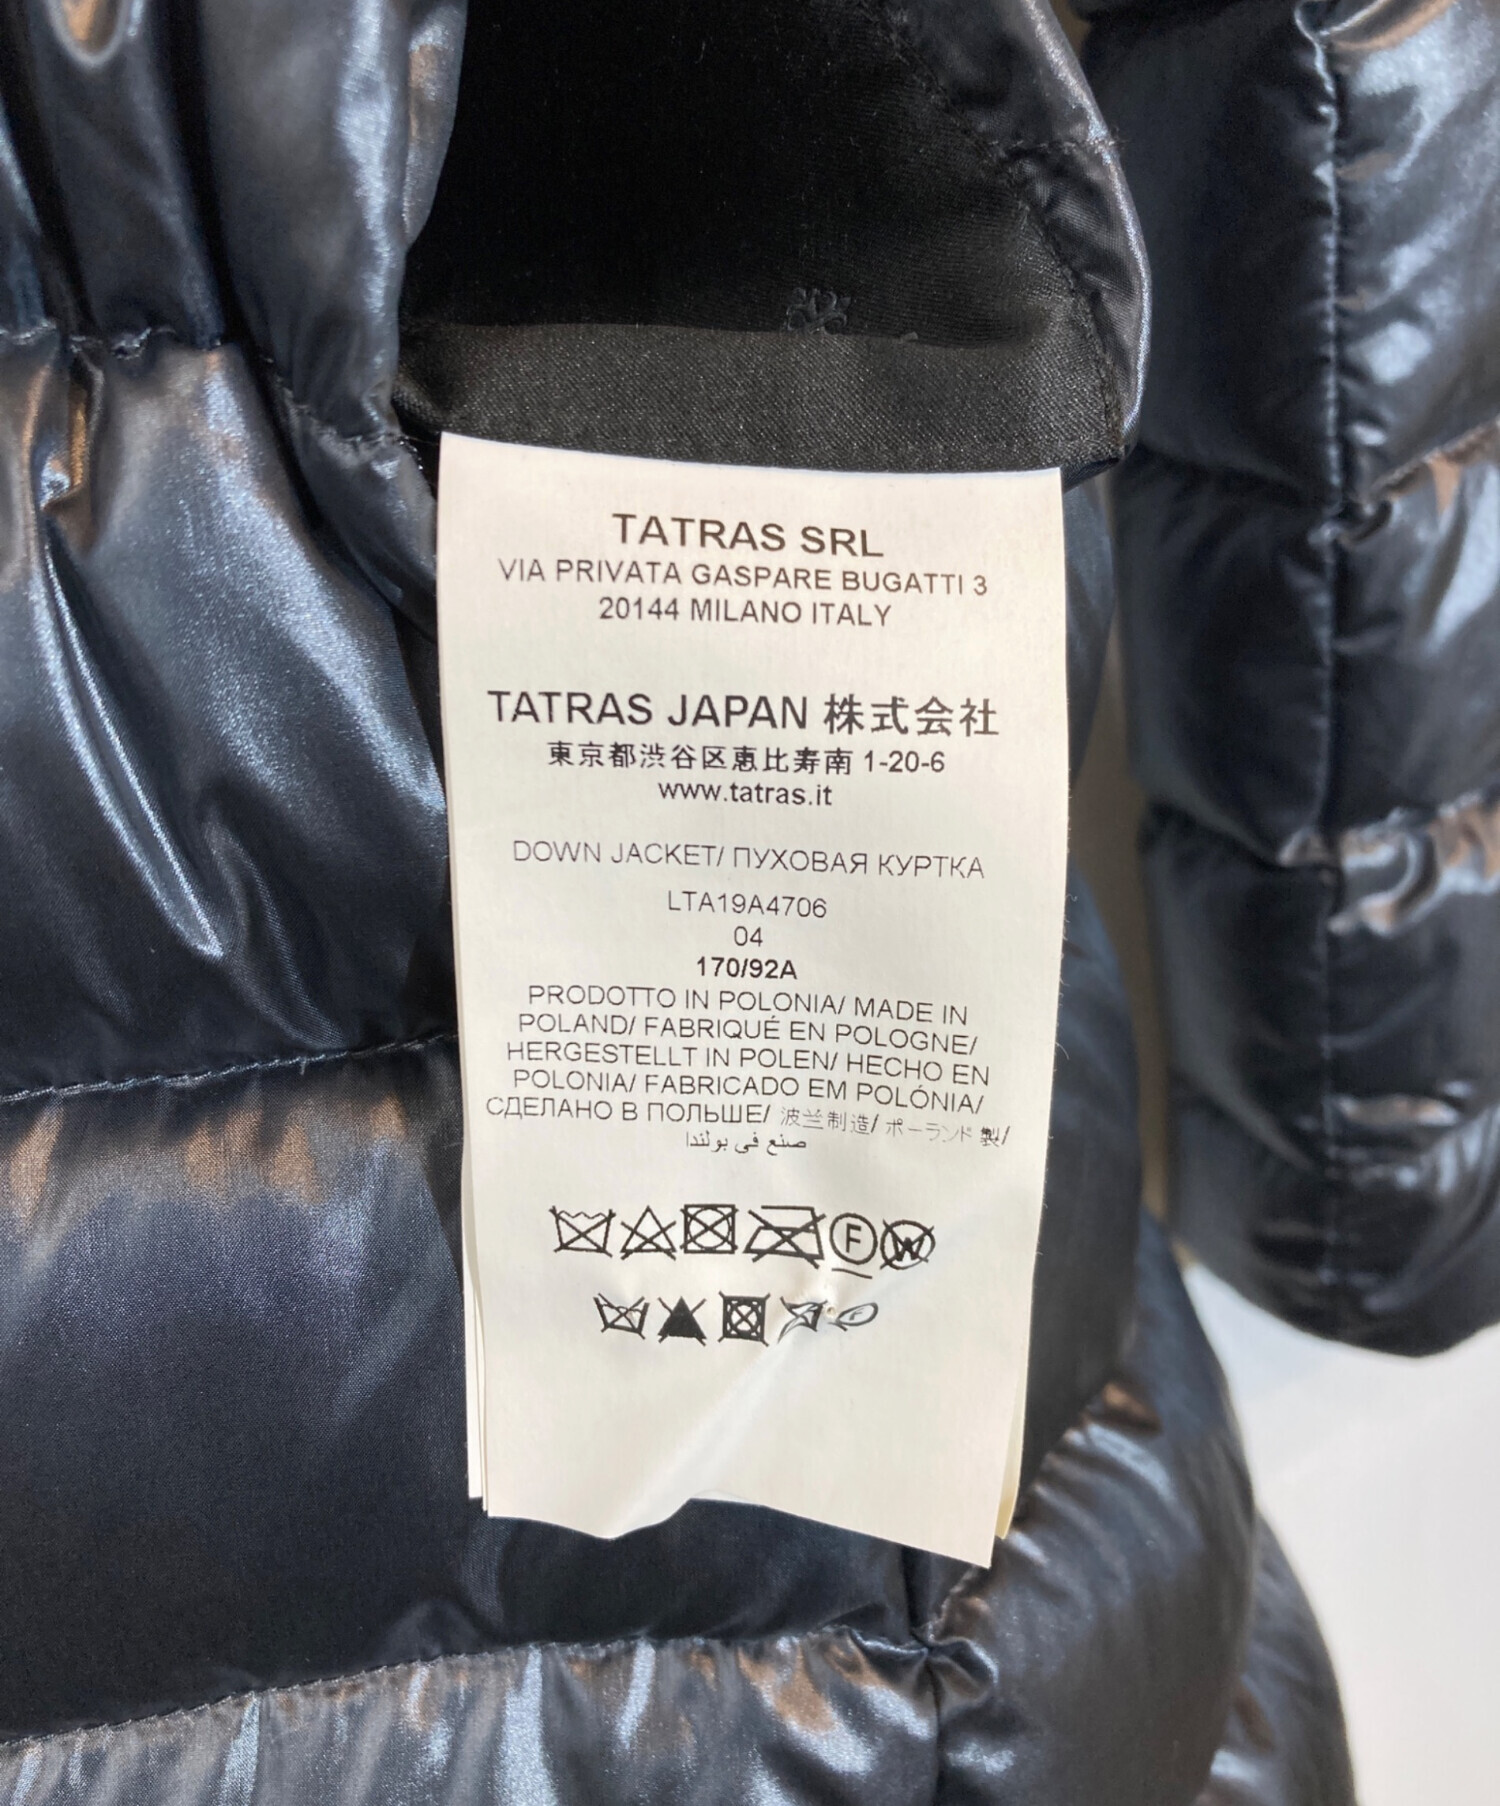 TATRAS SRL
VIA PRIVATA GASPARE BUGATTI 3
20144 MILANO ITALY
TATRAS JAPAN 株式会社
東京都渋谷区恵比寿南 1-20-6
www.tatras.it
DOWN JACKET/ ПУХОВАЯ КУРТКА
LTA19A4706
04
170/92A
PRODOTTO IN POLONIA/ MADE IN
POLAND/ FABRIQUÉ EN POLOGNE/
HERGESTELLT IN POLEN/ HECHO EN
POLONIA/ FABRICADO EM POLÓNIA/
СДЕЛАНО В ПОЛЬШЕ/ 波兰制造/ ポーランド 製/
صنع في بولندا
F W
F